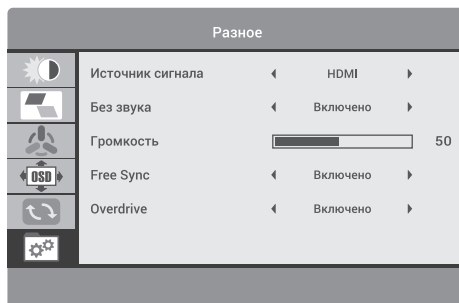 Разное
Источник сигнала HDMI
Без звука Включено
Громкость 50
OSD
Free Sync Включено
Overdrive Включено